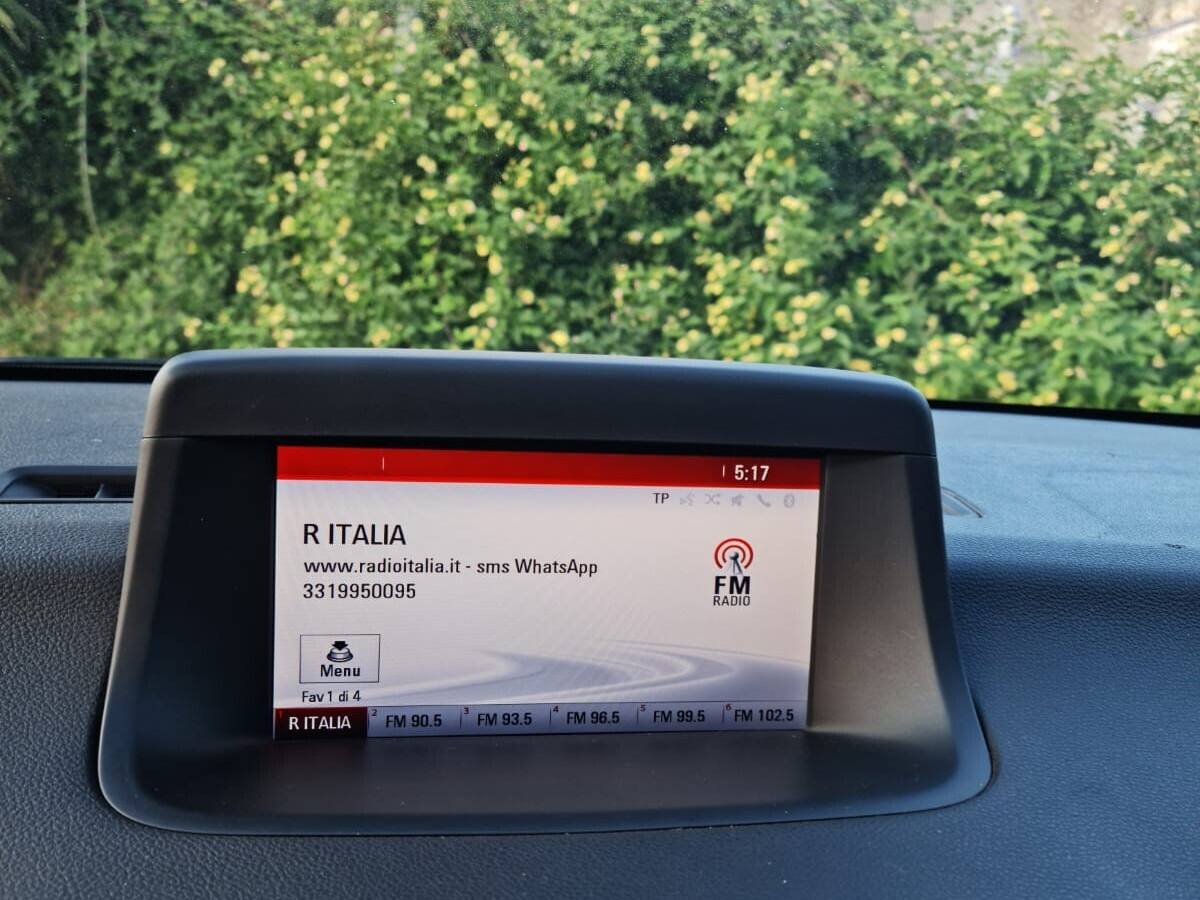 5:17
TP
R ITALIA
www.radioitalia.it - sms WhatsApp
3319950095
FM
RADIO
Menu
Fav 1 di 4
1 R ITALIA 2 FM 90.5 3 FM 93.5 4 FM 96.5 5 FM 99.5 6 FM 102.5